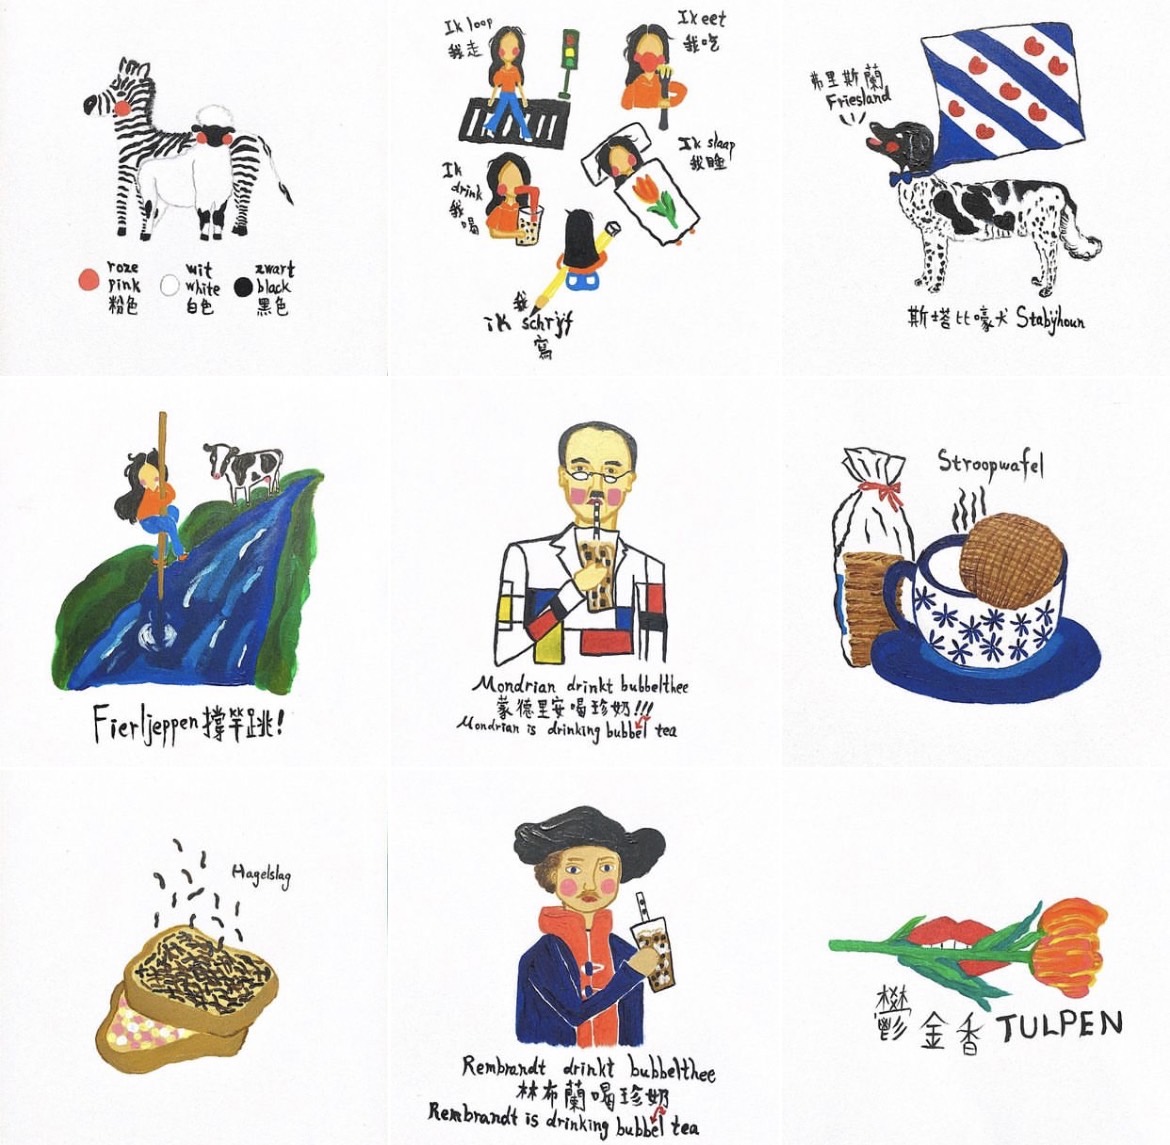 roze
pink
粉色
wit
white
白色
zwart
black
黑色
Ik loop
我走
Ik eet
我吃
Ik
drink
我
喝
Ik slaap
我睡
我
ik schrijf
寫
弗里斯蘭
Friesland
斯塔比嚎犬 Stabijhoun
Fierljeppen 撐竿跳!
Mondrian drinkt bubbelthee
蒙德里安喝珍奶!!!
Mondrian is drinking bubbel tea
Stroopwafel
Hagelslag
Rembrandt drinkt bubbelthee
林布蘭喝珍奶
Rembrandt is drinking bubbel tea
鬱金香 TULPEN